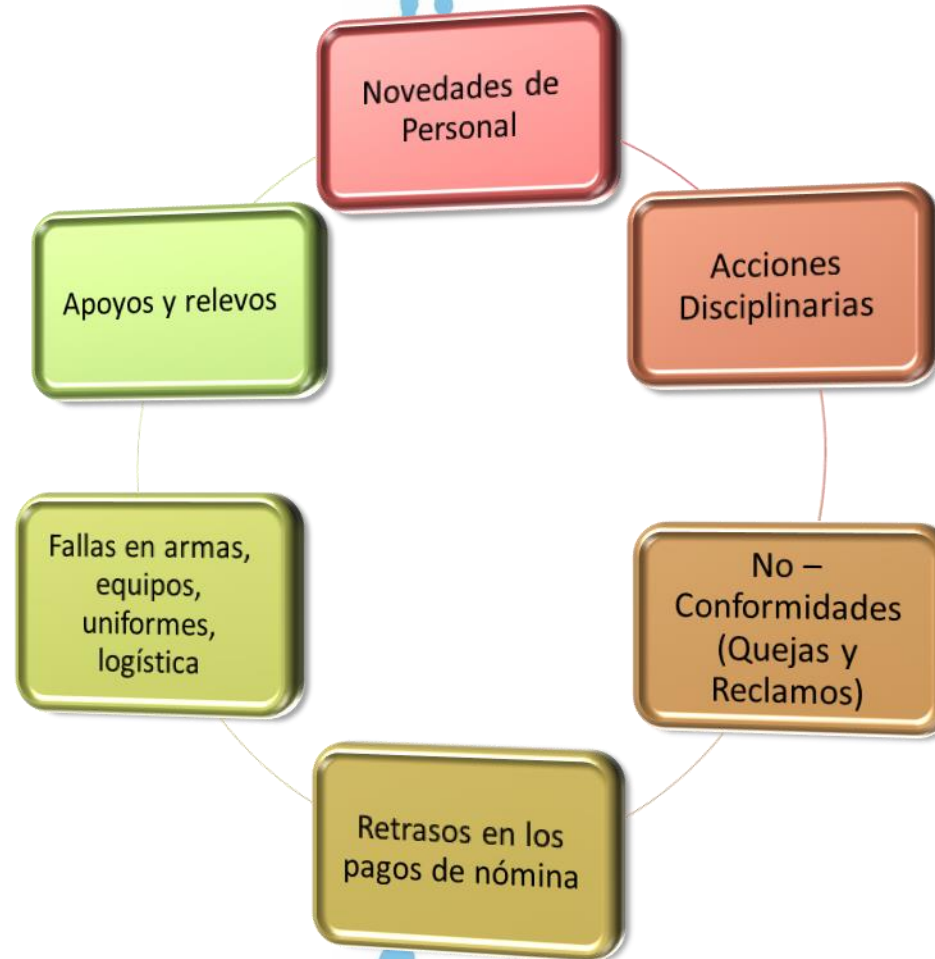 Novedades de
Personal
Acciones
Disciplinarias
No –
Conformidades
(Quejas y
Reclamos)
Retrasos en los
pagos de nómina
Fallas en armas,
equipos,
uniformes,
logística
Apoyos y relevos